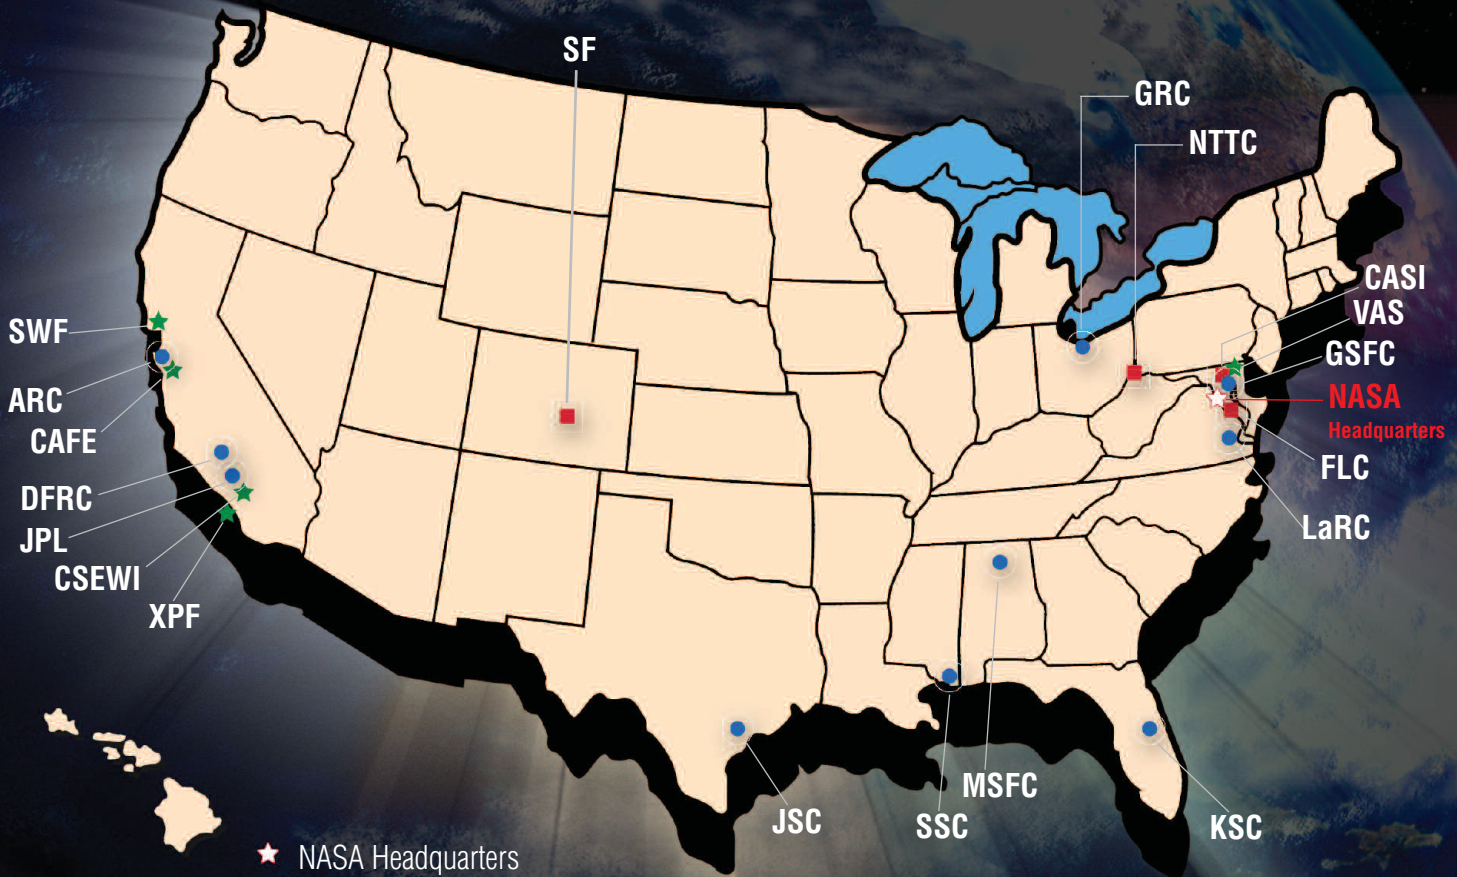 SF
GRC
NTTC
CASI
VAS
GSFC
NASA
Headquarters
FLC
LaRC
SWF
ARC
CAFE
DFRC
JPL
CSEWI
XPF
MSFC
JSC
SSC
KSC
NASA Headquarters